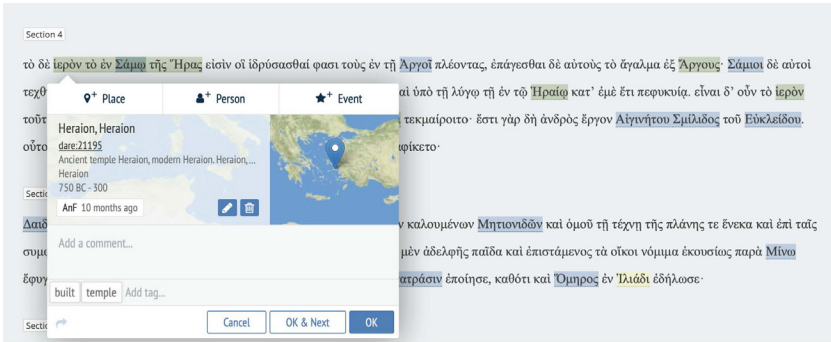 Section 4
τὸ δὲ ἱερὸν τὸ ἐν Σάμῳ τῆς Ἥρας εἰσὶν οἳ ἱδρύσασθαί φασι τοὺς ἐν τῇ Ἀργοῖ πλέοντας, ἐπάγεσθαι δὲ αὐτοὺς τὸ ἄγαλμα ἐξ Ἄργους· Σάμιοι δὲ αὐτοὶ
τεχθ αὶ ὑπὸ τῇ λύγῳ τῇ ἐν τῷ Ἡραίῳ κατ’ ἐμὲ ἔτι πεφυκυίᾳ. εἶναι δ’ οὖν τὸ ἱερὸν
τοῦτ τεκμαίροιτο· ἔστι γὰρ δὴ ἀνδρὸς ἔργον Αἰγινήτου Σμίλιδος τοῦ Εὐκλείδου.
οὗτο φίκετο·
Place
Person
Event
Heraion, Heraion
dare:21195
Ancient temple Heraion, modern Heraion. Heraion,...
Heraion
750 BC - 300
AnF 10 months ago
Add a comment...
built temple Add tag...
Cancel OK & Next OK
Sectio
Δαιδ ν καλουμένων Μητιονιδῶν καὶ ὁμοῦ τῇ τέχνῃ τῆς πλάνης τε ἕνεκα καὶ ἐπὶ ταῖς
συμφ μὲν ἀδελφῆς παῖδα καὶ ἐπιστάμενος τὰ οἴκοι νόμιμα ἑκουσίως παρὰ Μίνω
ἔφυγ ατράσιν ἐποίησε, καθότι καὶ Ὅμηρος ἐν Ἰλιάδι ἐδήλωσε·
Sectio